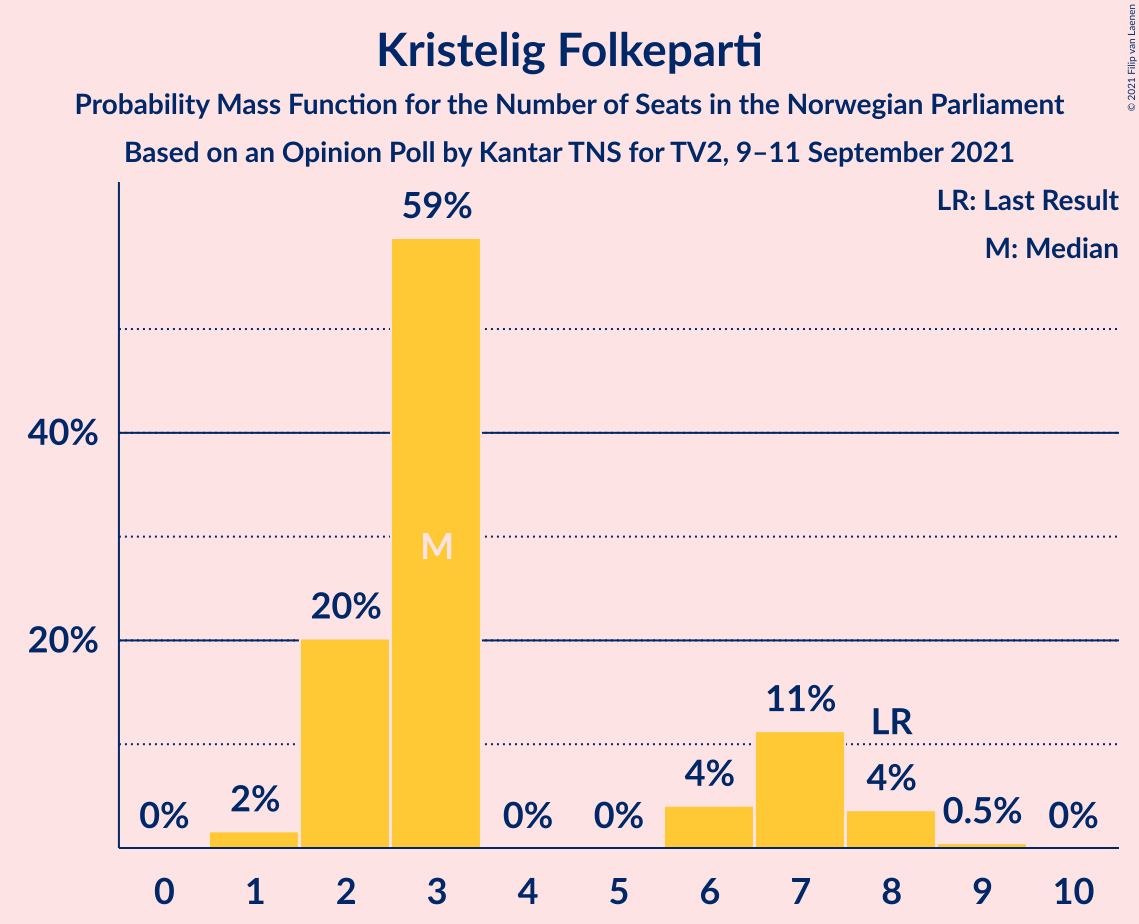 Kristelig Folkeparti
Probability Mass Function for the Number of Seats in the Norwegian Parliament
Based on an Opinion Poll by Kantar TNS for TV2, 9–11 September 2021
© 2021 Filip van Laenen
LR: Last Result
M: Median
59%
40%
M
20%
20%
11%
LR
4%
4%
2%
0.5%
0%
0%
0%
0%
0 1 2 3 4 5 6 7 8 9 10